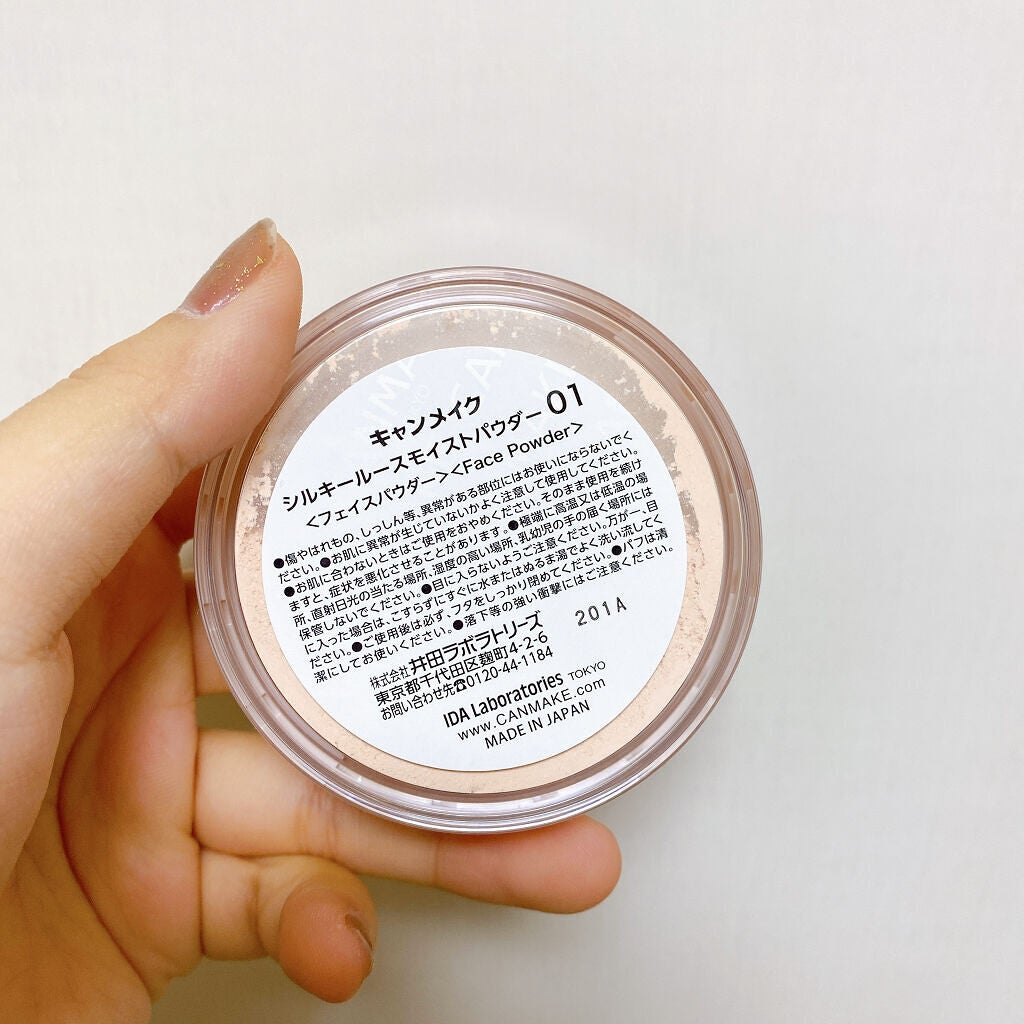 キャンメイク
シルキールースモイストパウダー 01
<フェイスパウダー><Face Powder>
●傷やはれもの、しっしん等、異常がある部位にはお使いにならないでく
ださい。●お肌に異常が生じていないかよく注意して使用してください。
●お肌に合わないときはご使用をおやめください。そのまま使用を続け
ますと、症状を悪化させることがあります。●極端に高温又は低温の場
所、直射日光の当たる場所、湿度の高い場所、乳幼児の手の届く場所には
保管しないでください。●目に入らないようご注意ください。万が一、目
に入った場合は、こすらずにすぐに水またはぬるま湯でよく洗い流してく
ださい。●ご使用後は必ず、フタをしっかり閉めてください。●パフは清
潔にしてお使いください。●落下等の強い衝撃にはご注意ください。
201A
株式会社 井田ラボラトリーズ
東京都千代田区麹町4-2-6
お問い合わせ先☎0120-44-1184
IDA Laboratories TOKYO
www.CANMAKE.com
MADE IN JAPAN